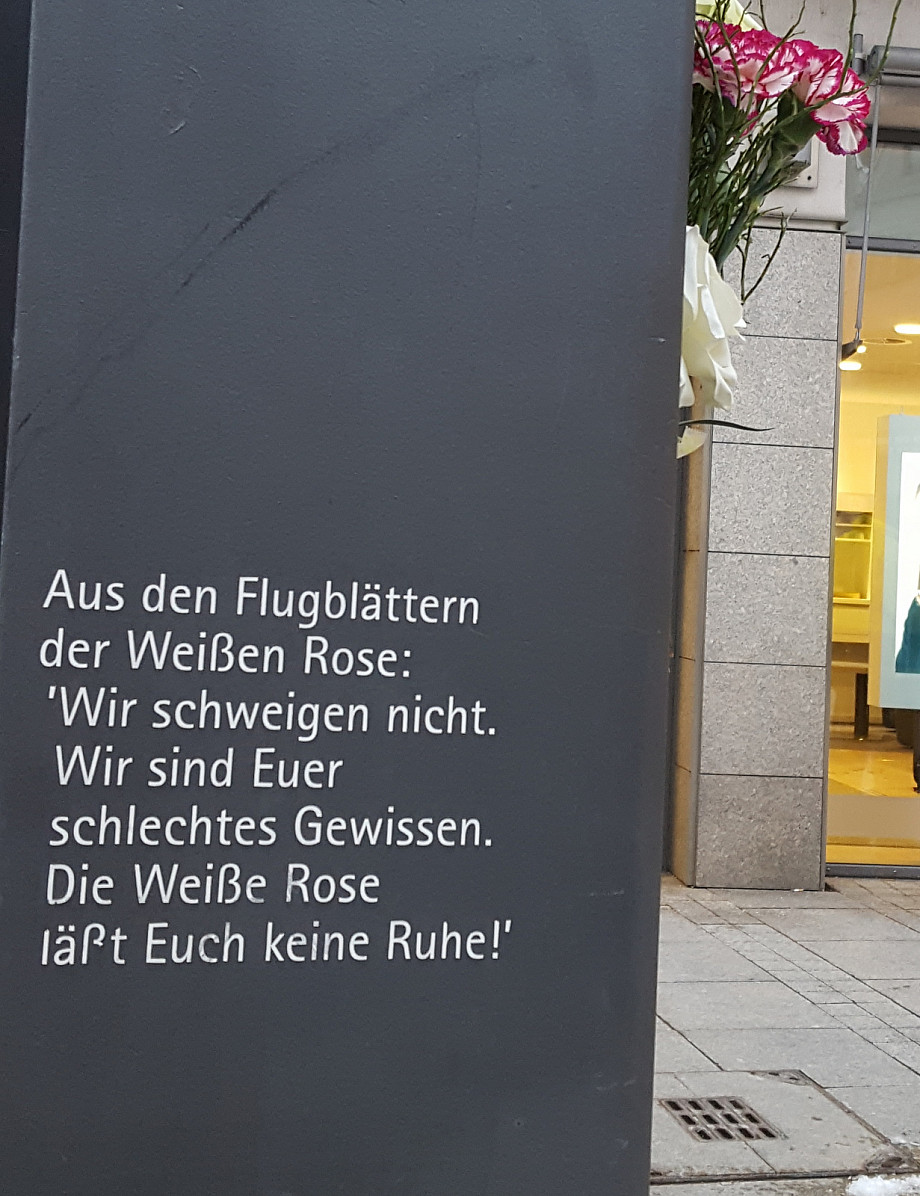 Aus den Flugblättern
der Weißen Rose:
'Wir schweigen nicht.
Wir sind Euer
schlechtes Gewissen.
Die Weiße Rose
läßt Euch keine Ruhe!'